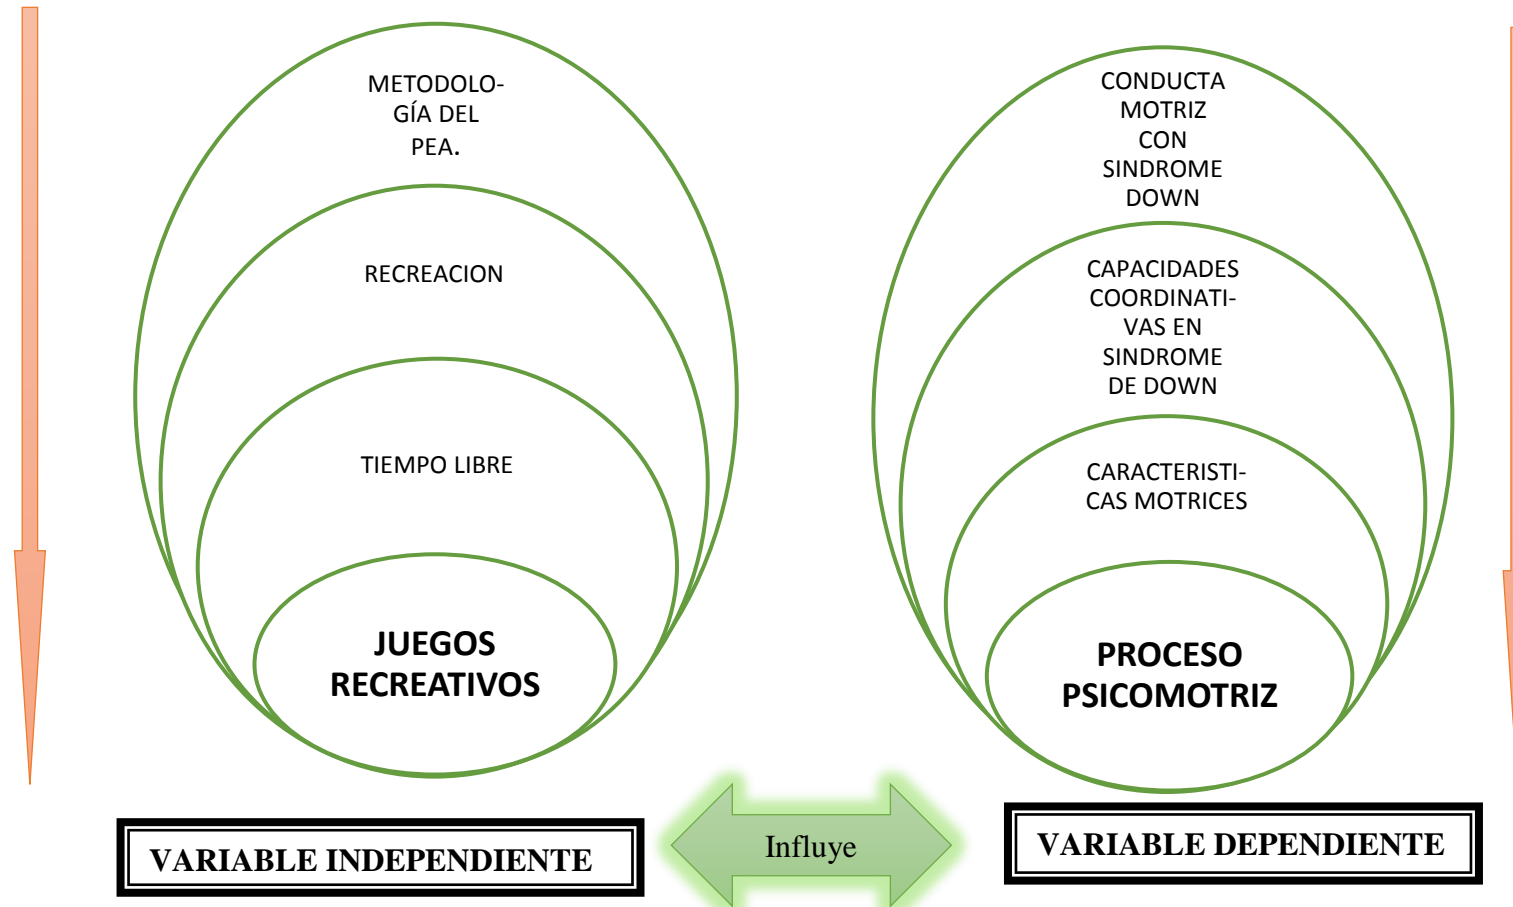 METODOLO-
GÍA DEL
PEA.
RECREACION
TIEMPO LIBRE
JUEGOS
RECREATIVOS
CONDUCTA
MOTRIZ
CON
SINDROME
DOWN
CAPACIDADES
COORDINATI-
VAS EN
SINDROME
DE DOWN
CARACTERISTI-
CAS MOTRICES
PROCESO
PSICOMOTRIZ
VARIABLE INDEPENDIENTE
Influye
VARIABLE DEPENDIENTE